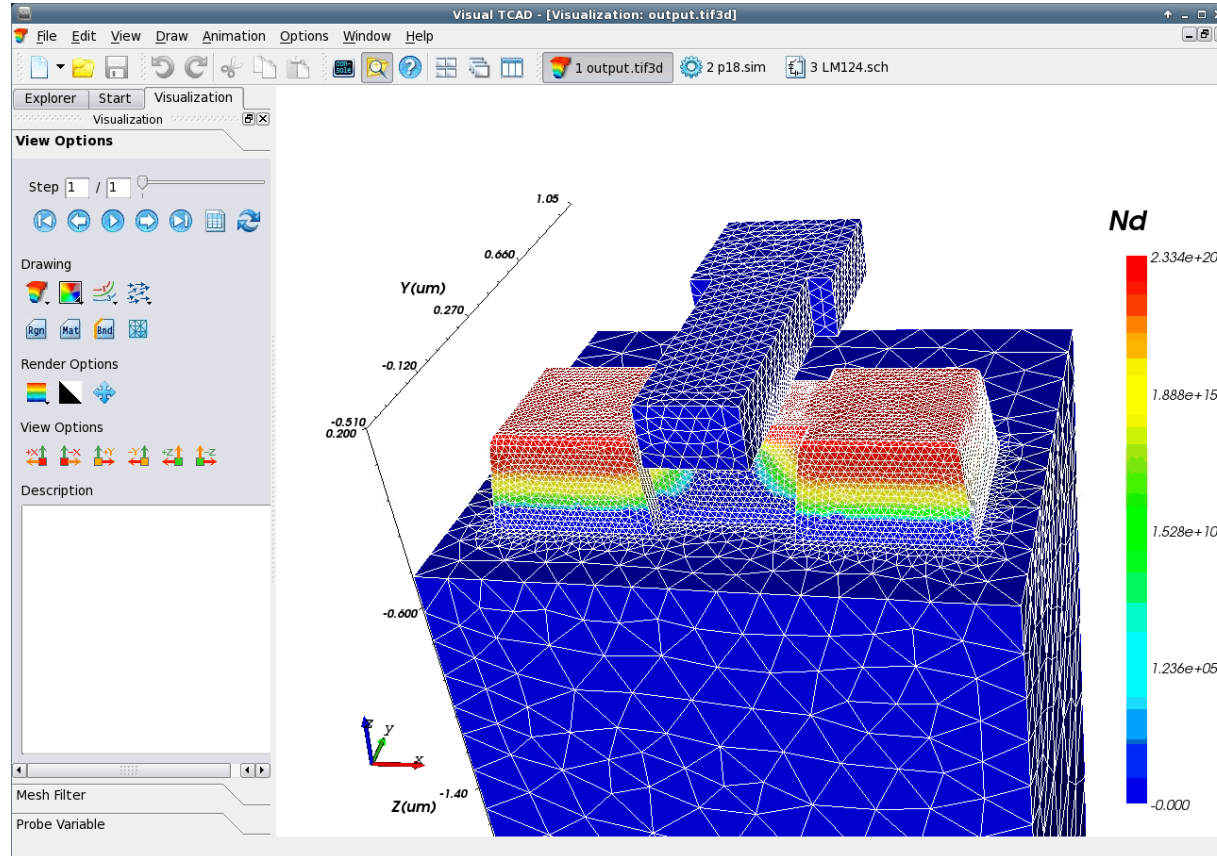 Visual TCAD - [Visualization: output.tif3d]
File Edit View Draw Animation Options Window Help
con-
sole
1 output.tif3d 2 p18.sim 3 LM124.sch
Explorer Start Visualization
Visualization
View Options
Step 1 / 1
Drawing
Rgn Mat Bnd
Render Options
View Options
+X -X +Y -Y +Z -Z
Description
Mesh Filter
Probe Variable
1.05
0.660
Y(um)
0.270
-0.120
-0.510
0.200
-0.600
-1.40
Z(um)
z
y
x
Nd
2.334e+20
1.888e+15
1.528e+10
1.236e+05
-0.000